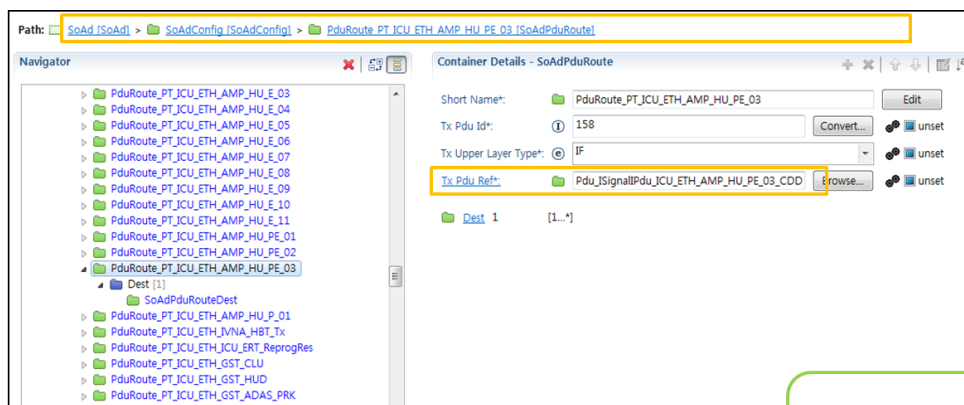 Path: SoAd [SoAd] > SoAdConfig [SoAdConfig] > PduRoute_PT_ICU_ETH_AMP_HU_PE_03 [SoAdPduRoute]
Navigator
PduRoute_PT_ICU_ETH_AMP_HU_E_03
PduRoute_PT_ICU_ETH_AMP_HU_E_04
PduRoute_PT_ICU_ETH_AMP_HU_E_05
PduRoute_PT_ICU_ETH_AMP_HU_E_06
PduRoute_PT_ICU_ETH_AMP_HU_E_07
PduRoute_PT_ICU_ETH_AMP_HU_E_08
PduRoute_PT_ICU_ETH_AMP_HU_E_09
PduRoute_PT_ICU_ETH_AMP_HU_E_10
PduRoute_PT_ICU_ETH_AMP_HU_E_11
PduRoute_PT_ICU_ETH_AMP_HU_PE_01
PduRoute_PT_ICU_ETH_AMP_HU_PE_02
PduRoute_PT_ICU_ETH_AMP_HU_PE_03
Dest [1]
SoAdPduRouteDest
PduRoute_PT_ICU_ETH_AMP_HU_P_01
PduRoute_PT_ICU_ETH_IVNA_HBT_Tx
PduRoute_PT_ICU_ETH_ICU_ERT_ReprogRes
PduRoute_PT_ICU_ETH_GST_CLU
PduRoute_PT_ICU_ETH_GST_HUD
PduRoute_PT_ICU_ETH_GST_ADAS_PRK
Container Details - SoAdPduRoute
Short Name*: PduRoute_PT_ICU_ETH_AMP_HU_PE_03 Edit
Tx Pdu Id*: I 158 Convert... unset
Tx Upper Layer Type*: e IF unset
Tx Pdu Ref*: Pdu_ISignalIPdu_ICU_ETH_AMP_HU_PE_03_CDD Browse... unset
Dest 1 [1...*]